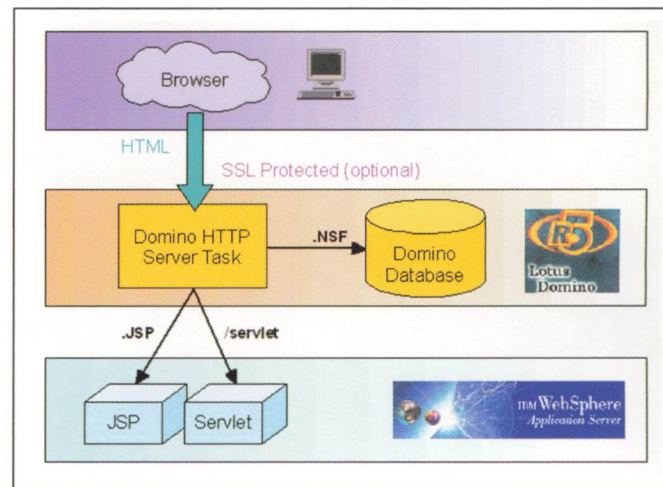 Browser
HTML
SSL Protected (optional)
Domino HTTP
Server Task
.NSF
Domino
Database
R5
Lotus
Domino
.JSP
/servlet
JSP
Servlet
IBM WebSphere
Application Server